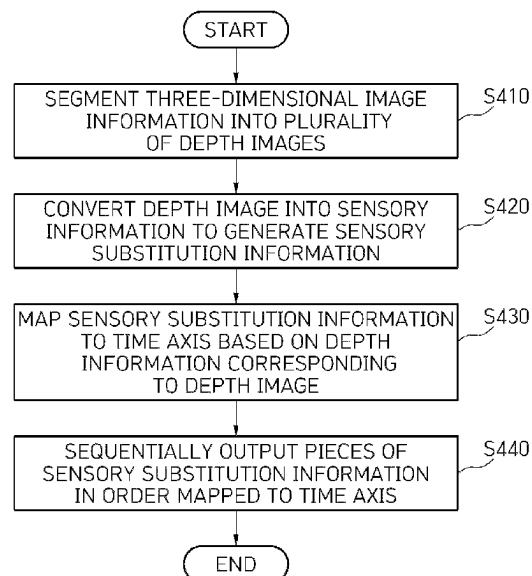 START
SEGMENT THREE-DIMENSIONAL IMAGE
INFORMATION INTO PLURALITY
OF DEPTH IMAGES
S410
CONVERT DEPTH IMAGE INTO SENSORY
INFORMATION TO GENERATE SENSORY
SUBSTITUTION INFORMATION
S420
MAP SENSORY SUBSTITUTION INFORMATION
TO TIME AXIS BASED ON DEPTH
INFORMATION CORRESPONDING
TO DEPTH IMAGE
S430
SEQUENTIALLY OUTPUT PIECES OF
SENSORY SUBSTITUTION INFORMATION
IN ORDER MAPPED TO TIME AXIS
S440
END